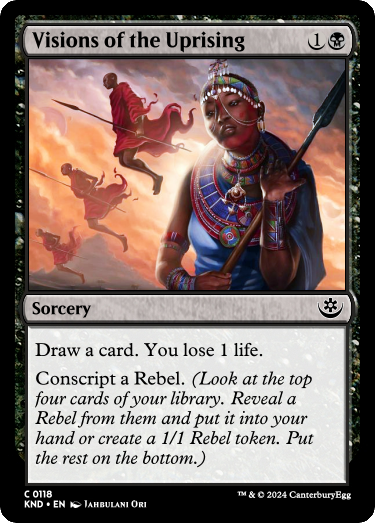 Visions of the Uprising 1
Sorcery
Draw a card. You lose 1 life.
Conscript a Rebel. (Look at the top
four cards of your library. Reveal a
Rebel from them and put it into your
hand or create a 1/1 Rebel token. Put
the rest on the bottom.)
C 0118
KND • EN Jahbulani Ori
™ & © 2024 CanterburyEgg